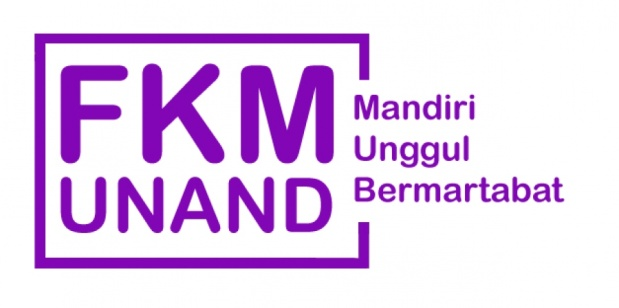 FKM
UNAND
Mandiri
Unggul
Bermartabat